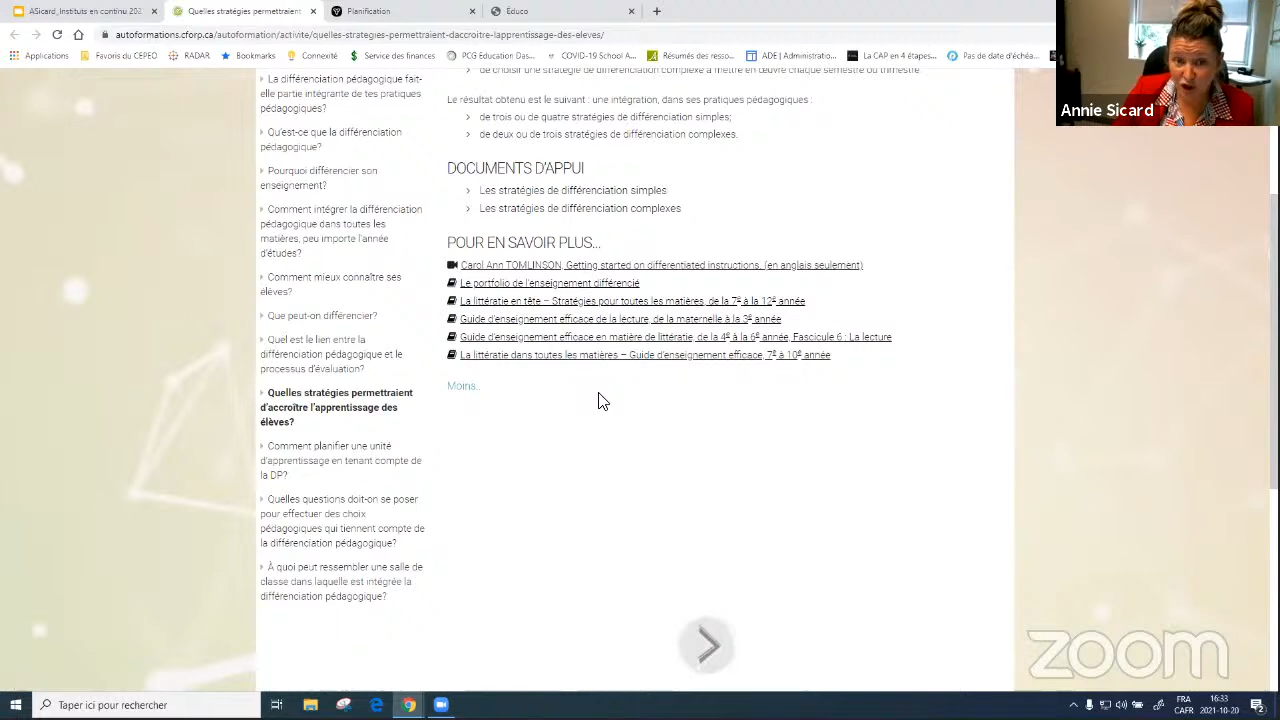 ASicard_Instituts en continu 202
Quelles stratégies permettraient
Planification.
Éduco
autoformations.cforp.ca/autoformation/activite/quelles-strategies-permettraient-daccroitre-lapprentissage-des-eleves/
Applications
Favoris du CEPEO
RADAR
Bookmarks
Connexité
Service des finances
PCG Education Das...
COVID-19 School A...
Résumés des resso...
ADE | Administratio...
La CAP en 4 étapes...
Pas de date d'échéa...
Annie Sicard
La différenciation pédagogique fait-
elle partie intégrante de tes pratiques
pédagogiques?
Qu'est-ce que la différenciation
pédagogique?
Pourquoi différencier son
enseignement?
Comment intégrer la différenciation
pédagogique dans toutes les
matières, peu importe l'année
d'études?
Comment mieux connaître ses
élèves?
Que peut-on différencier?
Quel est le lien entre la
différenciation pédagogique et le
processus d'évaluation?
Quelles stratégies permettraient
d'accroître l'apprentissage des
élèves?
Comment planifier une unité
d'apprentissage en tenant compte de
la DP?
Quelles questions doit-on se poser
pour effectuer des choix
pédagogiques qui tiennent compte de
la différenciation pédagogique?
À quoi peut ressembler une salle de
classe dans laquelle est intégrée la
différenciation pédagogique?
de choisir une stratégie de différenciation complexe à mettre en œuvre chaque semestre ou trimestre.
Le résultat obtenu est le suivant : une intégration, dans ses pratiques pédagogiques :
de trois ou de quatre stratégies de différenciation simples;
de deux ou de trois stratégies de différenciation complexes.
DOCUMENTS D'APPUI
Les stratégies de différenciation simples
Les stratégies de différenciation complexes
POUR EN SAVOIR PLUS...
Carol Ann TOMLINSON, Getting started on differentiated instructions. (en anglais seulement)
Le portfolio de l'enseignement différencié
La littératie en tête – Stratégies pour toutes les matières, de la 7e à la 12e année
Guide d'enseignement efficace de la lecture, de la maternelle à la 3e année
Guide d'enseignement efficace en matière de littératie, de la 4e à la 6e année, Fascicule 6 : La lecture
La littératie dans toutes les matières – Guide d'enseignement efficace, 7e à 10e année
Moins..
zoom
Taper ici pour rechercher
FRA
CAFR
16:33
2021-10-20
2